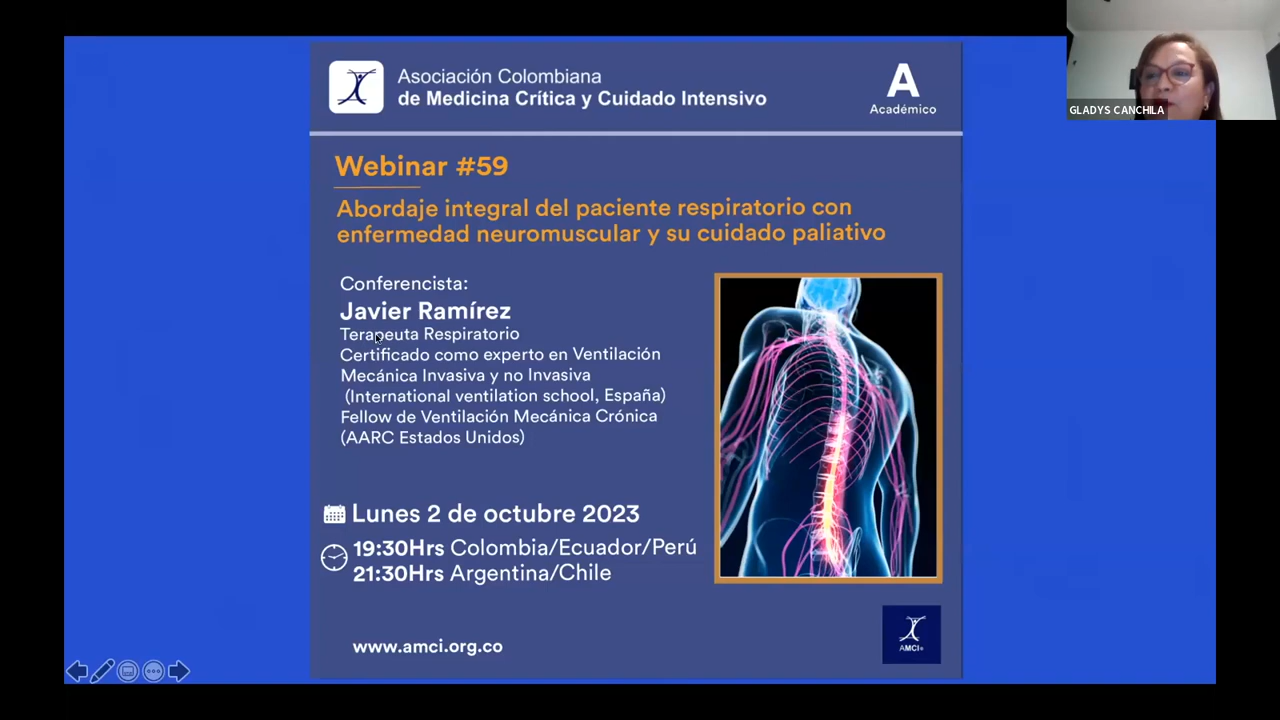 Asociación Colombiana
de Medicina Crítica y Cuidado Intensivo
A
Académico
GLADYS CANCHILA
Webinar #59
Abordaje integral del paciente respiratorio con
enfermedad neuromuscular y su cuidado paliativo
Conferencista:
Javier Ramírez
Terapeuta Respiratorio
Certificado como experto en Ventilación
Mecánica Invasiva y no Invasiva
(International ventilation school, España)
Fellow de Ventilación Mecánica Crónica
(AARC Estados Unidos)
Lunes 2 de octubre 2023
19:30Hrs Colombia/Ecuador/Perú
21:30Hrs Argentina/Chile
www.amci.org.co
AMCI®